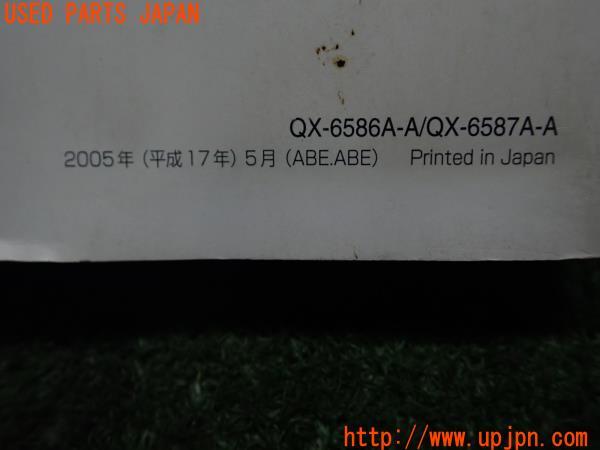 USED PARTS JAPAN
QX-6586A-A/QX-6587A-A
2005年（平成17年）5月（ABE.ABE） Printed in Japan
http://www.upjpn.com/